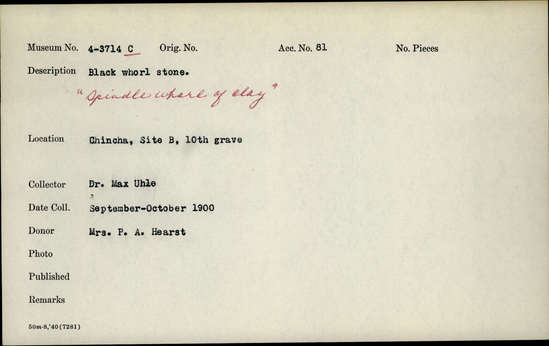 Museum No. 4-3714 C Orig. No. Acc. No. 81 No. Pieces
Description Black whorl stone.
"Spindle whorl of clay"
Location Chincha, Site B, 10th grave
Collector Dr. Max Uhle
?
Date Coll. September-October 1900
Donor Mrs. P. A. Hearst
Photo
Published
Remarks
50m-8,'40(7281)